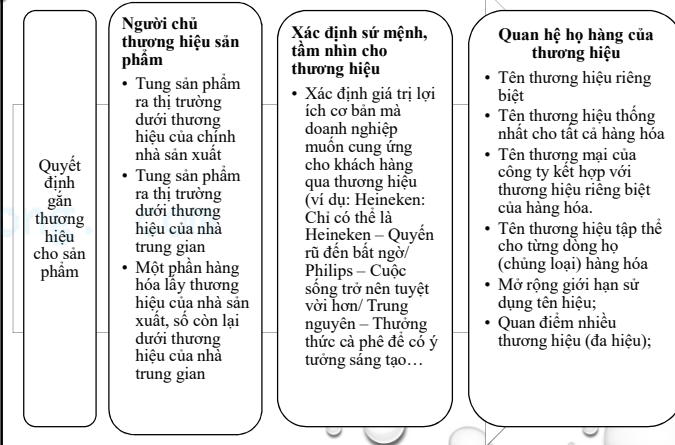 Quyết
định
gắn
thương
hiệu
cho sản
phẩm
Người chủ
thương hiệu sản
phẩm
• Tung sản phẩm
ra thị trường
dưới thương
hiệu của chính
nhà sản xuất
• Tung sản phẩm
ra thị trường
dưới thương
hiệu của nhà
trung gian
• Một phần hàng
hóa lấy thương
hiệu của nhà sản
xuất, số còn lại
dưới thương
hiệu của nhà
trung gian
Xác định sứ mệnh,
tầm nhìn cho
thương hiệu
• Xác định giá trị lợi
ích cơ bản mà
doanh nghiệp
muốn cung ứng
cho khách hàng
qua thương hiệu
(ví dụ: Heineken:
Chỉ có thể là
Heineken – Quyến
rũ đến bất ngờ/
Philips – Cuộc
sống trở nên tuyệt
vời hơn/ Trung
nguyên – Thưởng
thức cà phê để có ý
tưởng sáng tạo…
Quan hệ họ hàng của
thương hiệu
• Tên thương hiệu riêng
biệt
• Tên thương hiệu thống
nhất cho tất cả hàng hóa
• Tên thương mại của
công ty kết hợp với
thương hiệu riêng biệt
của hàng hóa.
• Tên thương hiệu tập thể
cho từng dòng họ
(chủng loại) hàng hóa
• Mở rộng giới hạn sử
dụng tên hiệu;
• Quan điểm nhiều
thương hiệu (đa hiệu);